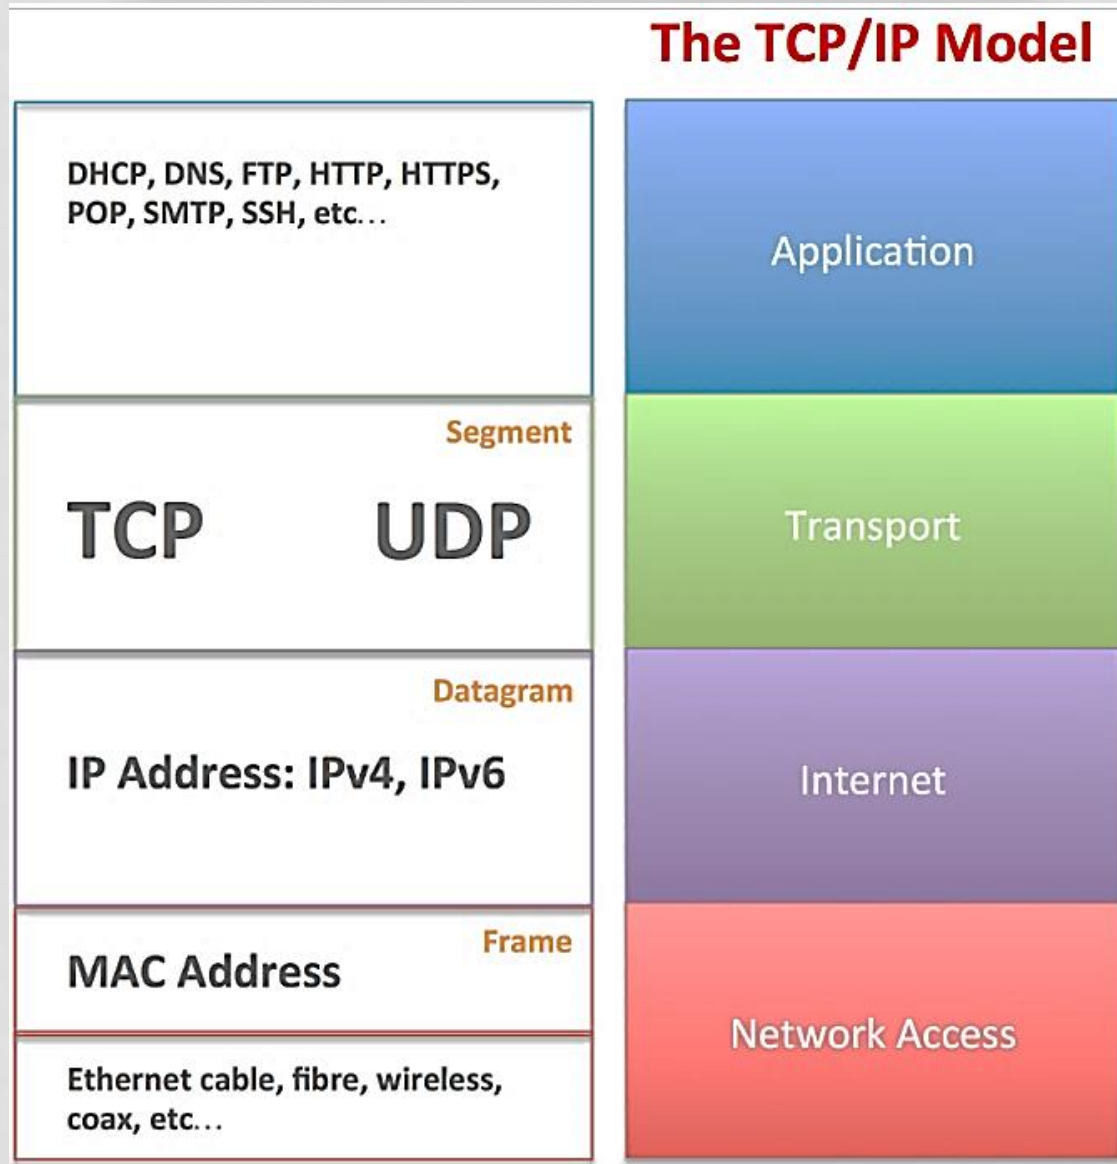 The TCP/IP Model
DHCP, DNS, FTP, HTTP, HTTPS,
POP, SMTP, SSH, etc...
Application
Segment
TCP UDP
Transport
Datagram
IP Address: IPv4, IPv6
Internet
Frame
MAC Address
Network Access
Ethernet cable, fibre, wireless,
coax, etc...